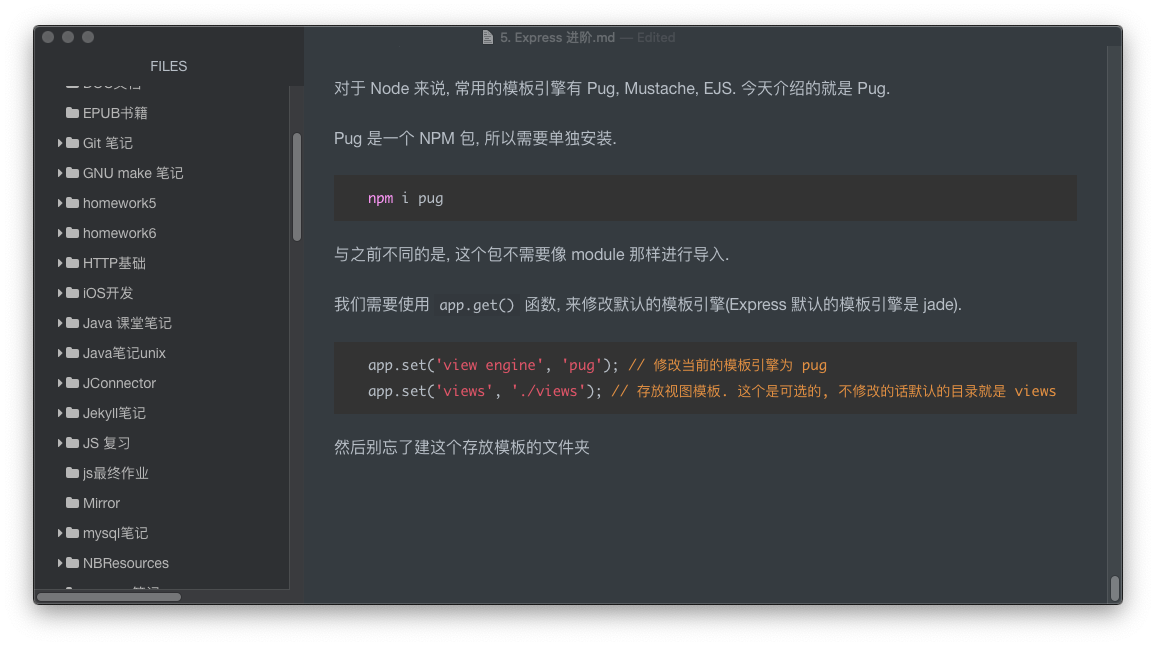 5. Express 进阶.md — Edited
FILES
EPUB书籍
Git 笔记
GNU make 笔记
homework5
homework6
HTTP基础
iOS开发
Java 课堂笔记
Java笔记unix
JConnector
Jekyll笔记
JS 复习
js最终作业
Mirror
mysql笔记
NBResources
对于 Node 来说, 常用的模板引擎有 Pug, Mustache, EJS. 今天介绍的就是 Pug.
Pug 是一个 NPM 包, 所以需要单独安装.
npm i pug
与之前不同的是, 这个包不需要像 module 那样进行导入.
我们需要使用 app.get() 函数, 来修改默认的模板引擎(Express 默认的模板引擎是 jade).
app.set('view engine', 'pug'); // 修改当前的模板引擎为 pug
app.set('views', './views'); // 存放视图模板. 这个是可选的, 不修改的话默认的目录就是 views
然后别忘了建这个存放模板的文件夹